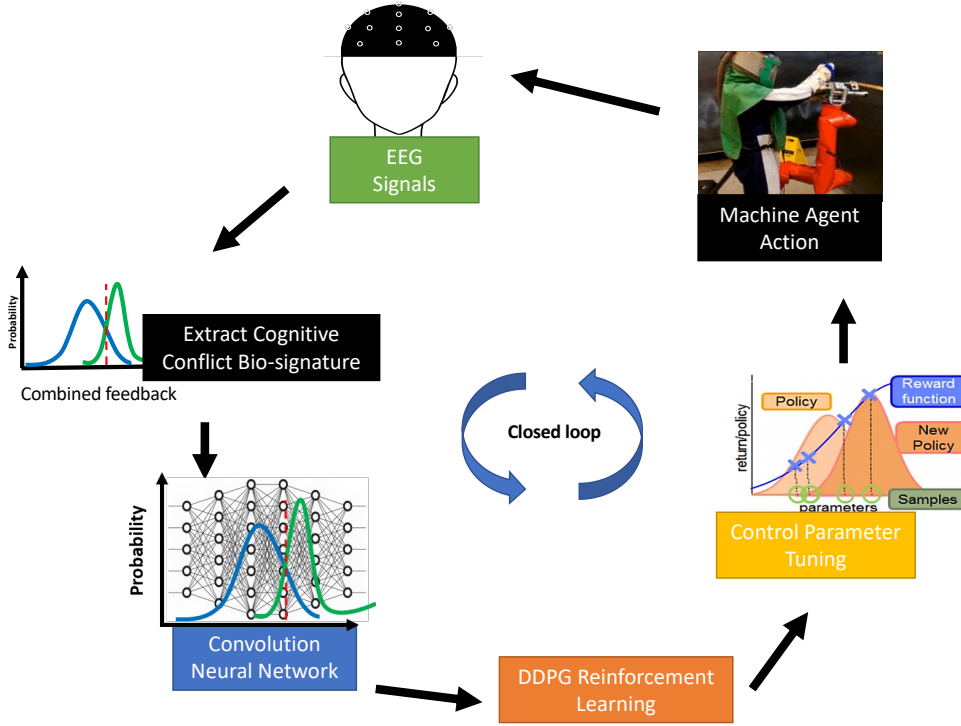 EEG
Signals
Machine Agent
Action
Probability
Extract Cognitive
Conflict Bio-signature
Combined feedback
Closed loop
return/policy
Policy
Reward
function
New
Policy
Samples
parameters
Control Parameter
Tuning
Probability
Convolution
Neural Network
DDPG Reinforcement
Learning